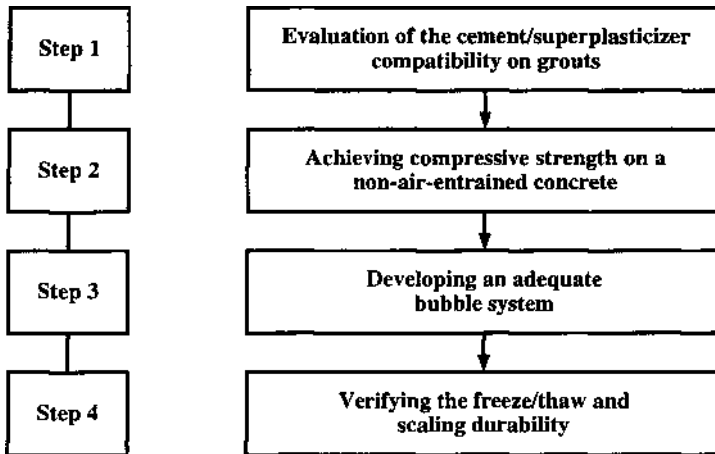 Step 1
Evaluation of the cement/superplasticizer
compatibility on grouts
Step 2
Achieving compressive strength on a
non-air-entrained concrete
Step 3
Developing an adequate
bubble system
Step 4
Verifying the freeze/thaw and
scaling durability